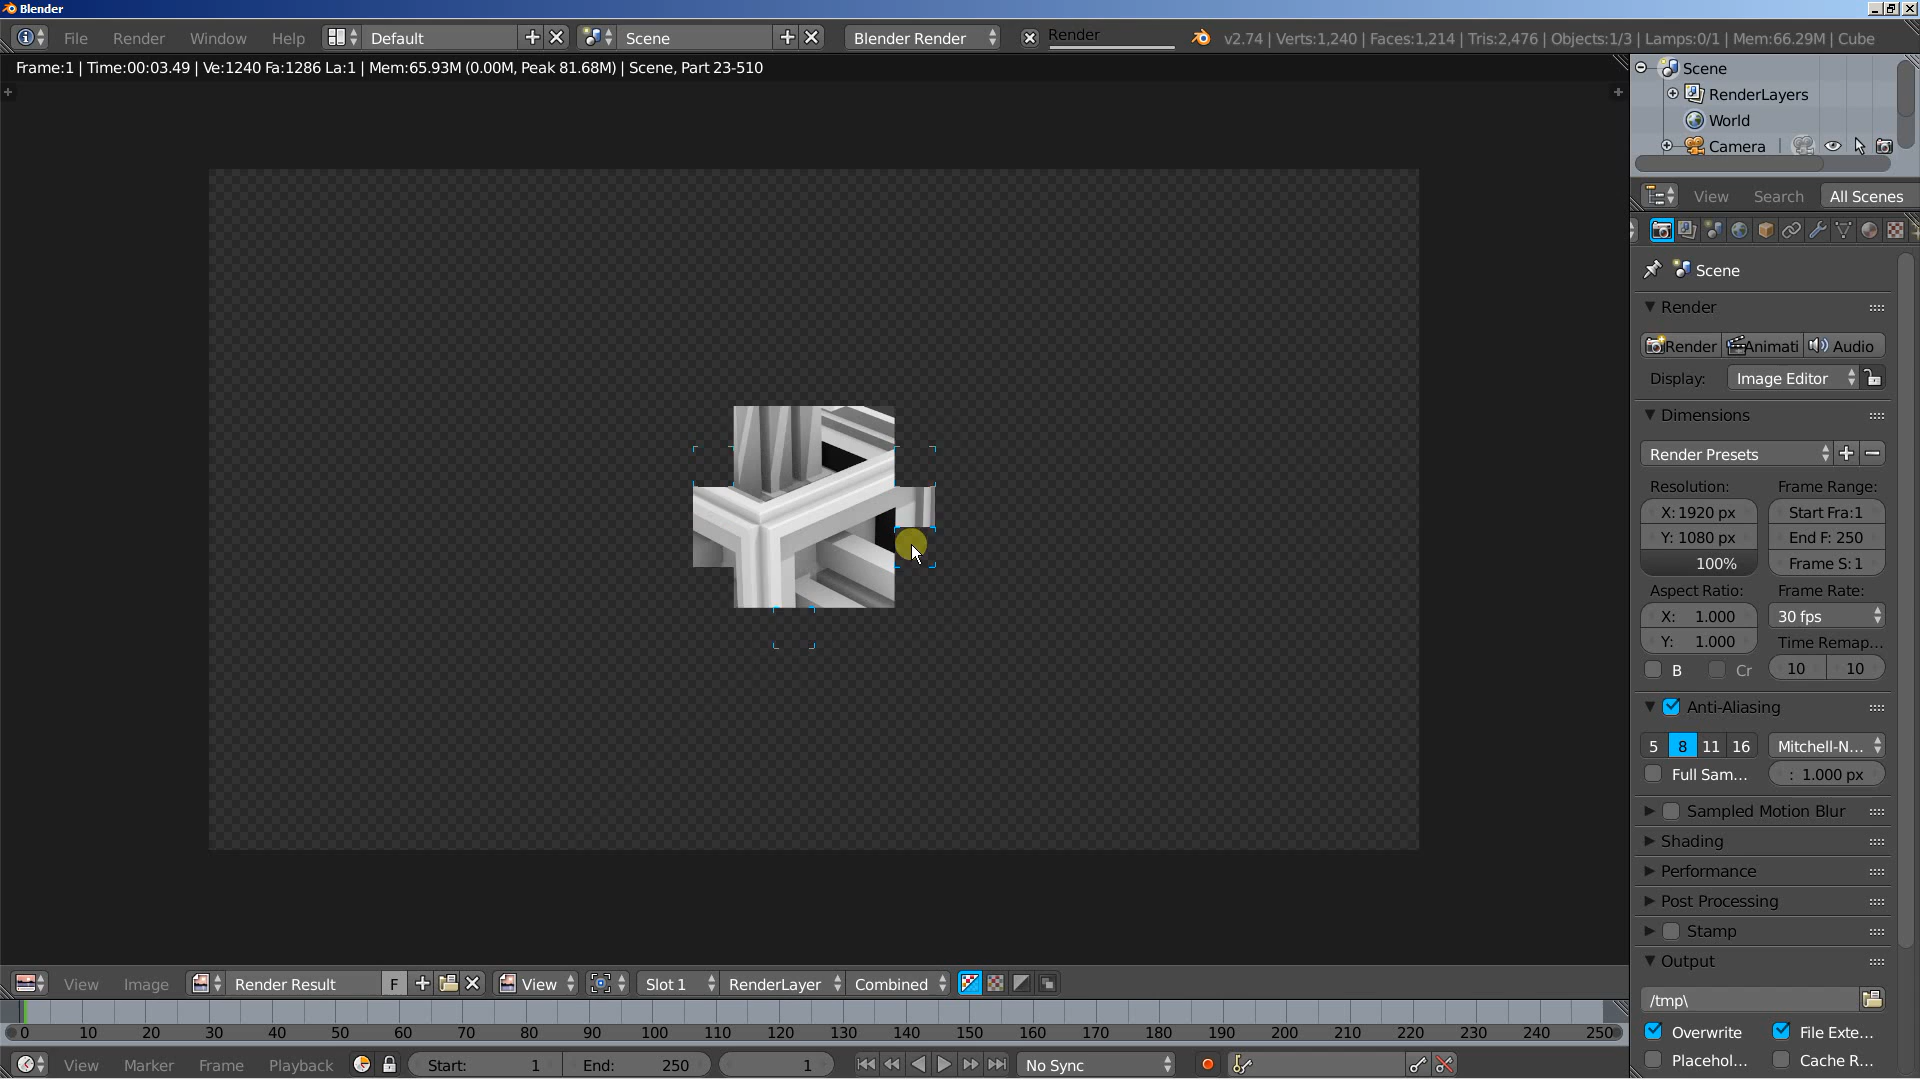 Blender
File Render Window Help Default Scene Blender Render Render v2.74 | Verts:1,240 | Faces:1,214 | Tris:2,476 | Objects:1/3 | Lamps:0/1 | Mem:66.29M | Cube
Frame:1 | Time:00:03.49 | Ve:1240 Fa:1286 La:1 | Mem:65.93M (0.00M, Peak 81.68M) | Scene, Part 23-510
Scene
RenderLayers
World
Camera
View Search All Scenes
Scene
Render
Render Animati Audio
Display: Image Editor
Dimensions
Render Presets
Resolution: Frame Range:
X: 1920 px Start Fra:1
Y: 1080 px End F: 250
100% Frame S: 1
Aspect Ratio: Frame Rate:
X: 1.000 30 fps
Y: 1.000 Time Remap...
B Cr 10 10
Anti-Aliasing
5 8 11 16 Mitchell-N...
Full Sam... : 1.000 px
Sampled Motion Blur
Shading
Performance
Post Processing
Stamp
Output
/tmp\
Overwrite File Exte...
Placehol... Cache R...
View Image Render Result F View Slot 1 RenderLayer Combined
0 10 20 30 40 50 60 70 80 90 100 110 120 130 140 150 160 170 180 190 200 210 220 230 240 250
View Marker Frame Playback Start: 1 End: 250 1 No Sync